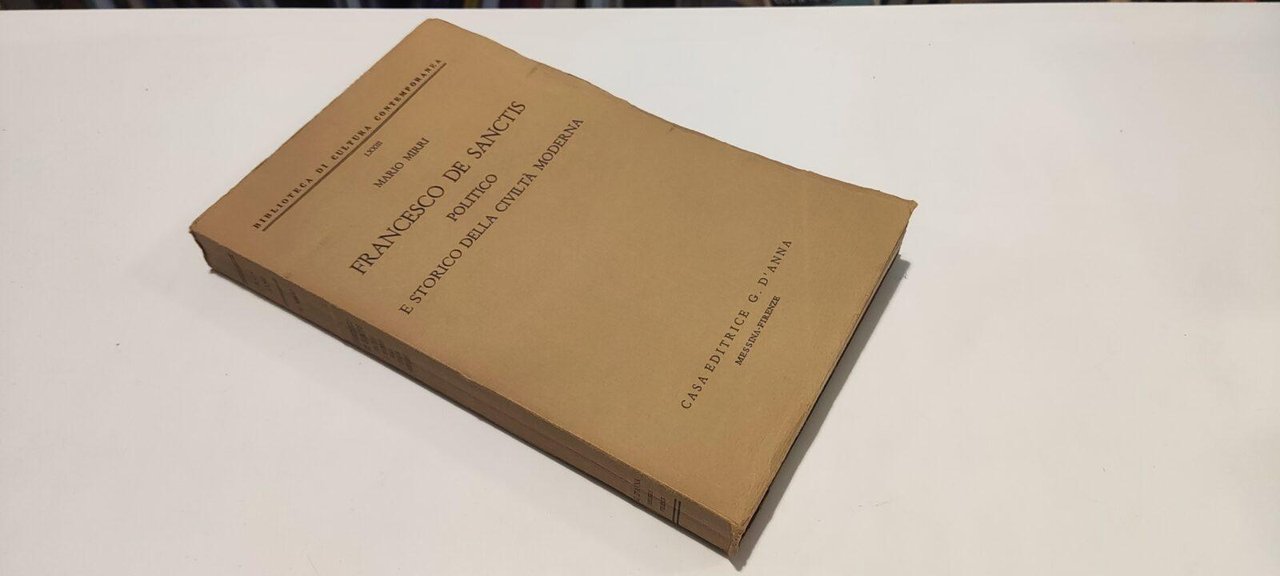 BIBLIOTECA DI CULTURA CONTEMPORANEA
LXXIII
MARIO MIRRI
FRANCESCO DE SANCTIS
POLITICO
E STORICO DELLA CIVILTÀ MODERNA
CASA EDITRICE G. D'ANNA
MESSINA-FIRENZE